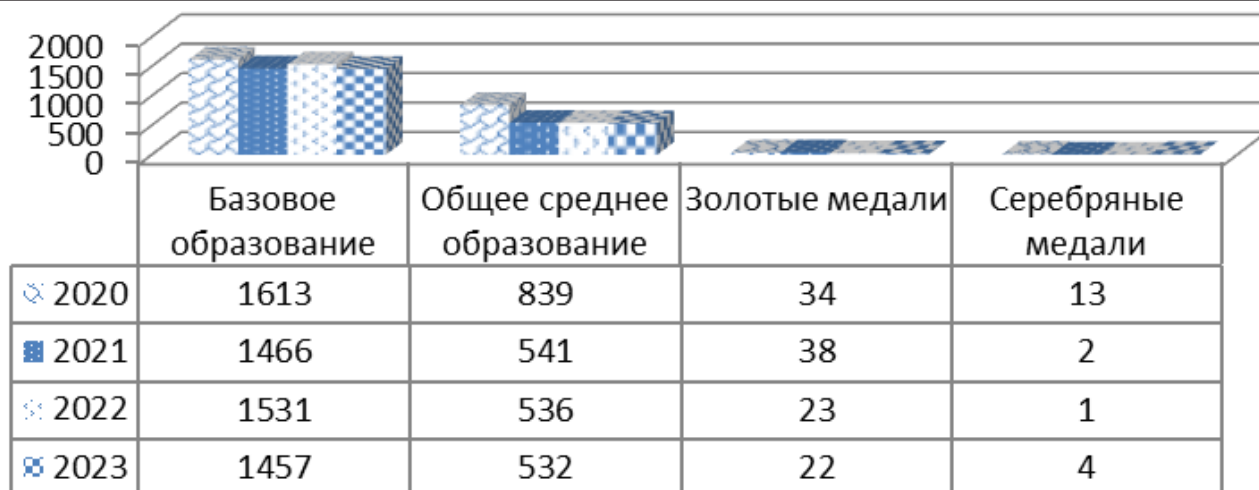 2000
1500
1000
500
0
Базовое образование
Общее среднее образование
Золотые медали
Серебряные медали
2020 1613 839 34 13
2021 1466 541 38 2
2022 1531 536 23 1
2023 1457 532 22 4